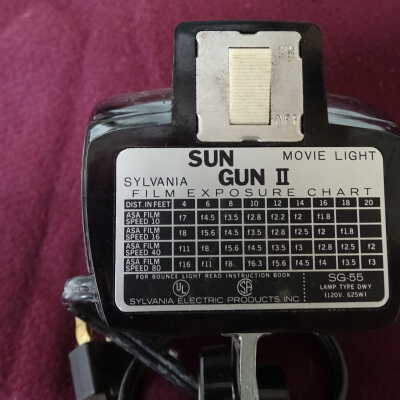 ON
OFF
SUN MOVIE LIGHT
SYLVANIA GUN II
FILM EXPOSURE CHART
DIST. IN FEET 4 6 8 10 12 14 16 18 20
ASA FILM SPEED 10 f7 f4.5 f3.5 f2.8 f2.2 f2 f1.8
ASA FILM SPEED 16 f8 f5.6 f4.5 f3.5 f2.8 f2.5 f2 f1.8
ASA FILM SPEED 40 f11 f8 f5.6 f4.5 f3.5 f3 f2.8 f2.5 f2
ASA FILM SPEED 80 f16 f11 f8. f6.3 f5.6 f4.5 f4 f3.5
FOR BOUNCE LIGHT READ INSTRUCTION BOOK
UL SA
SG-55
LAMP TYPE DWY
(120V. 625W)
SYLVANIA ELECTRIC PRODUCTS, INC.